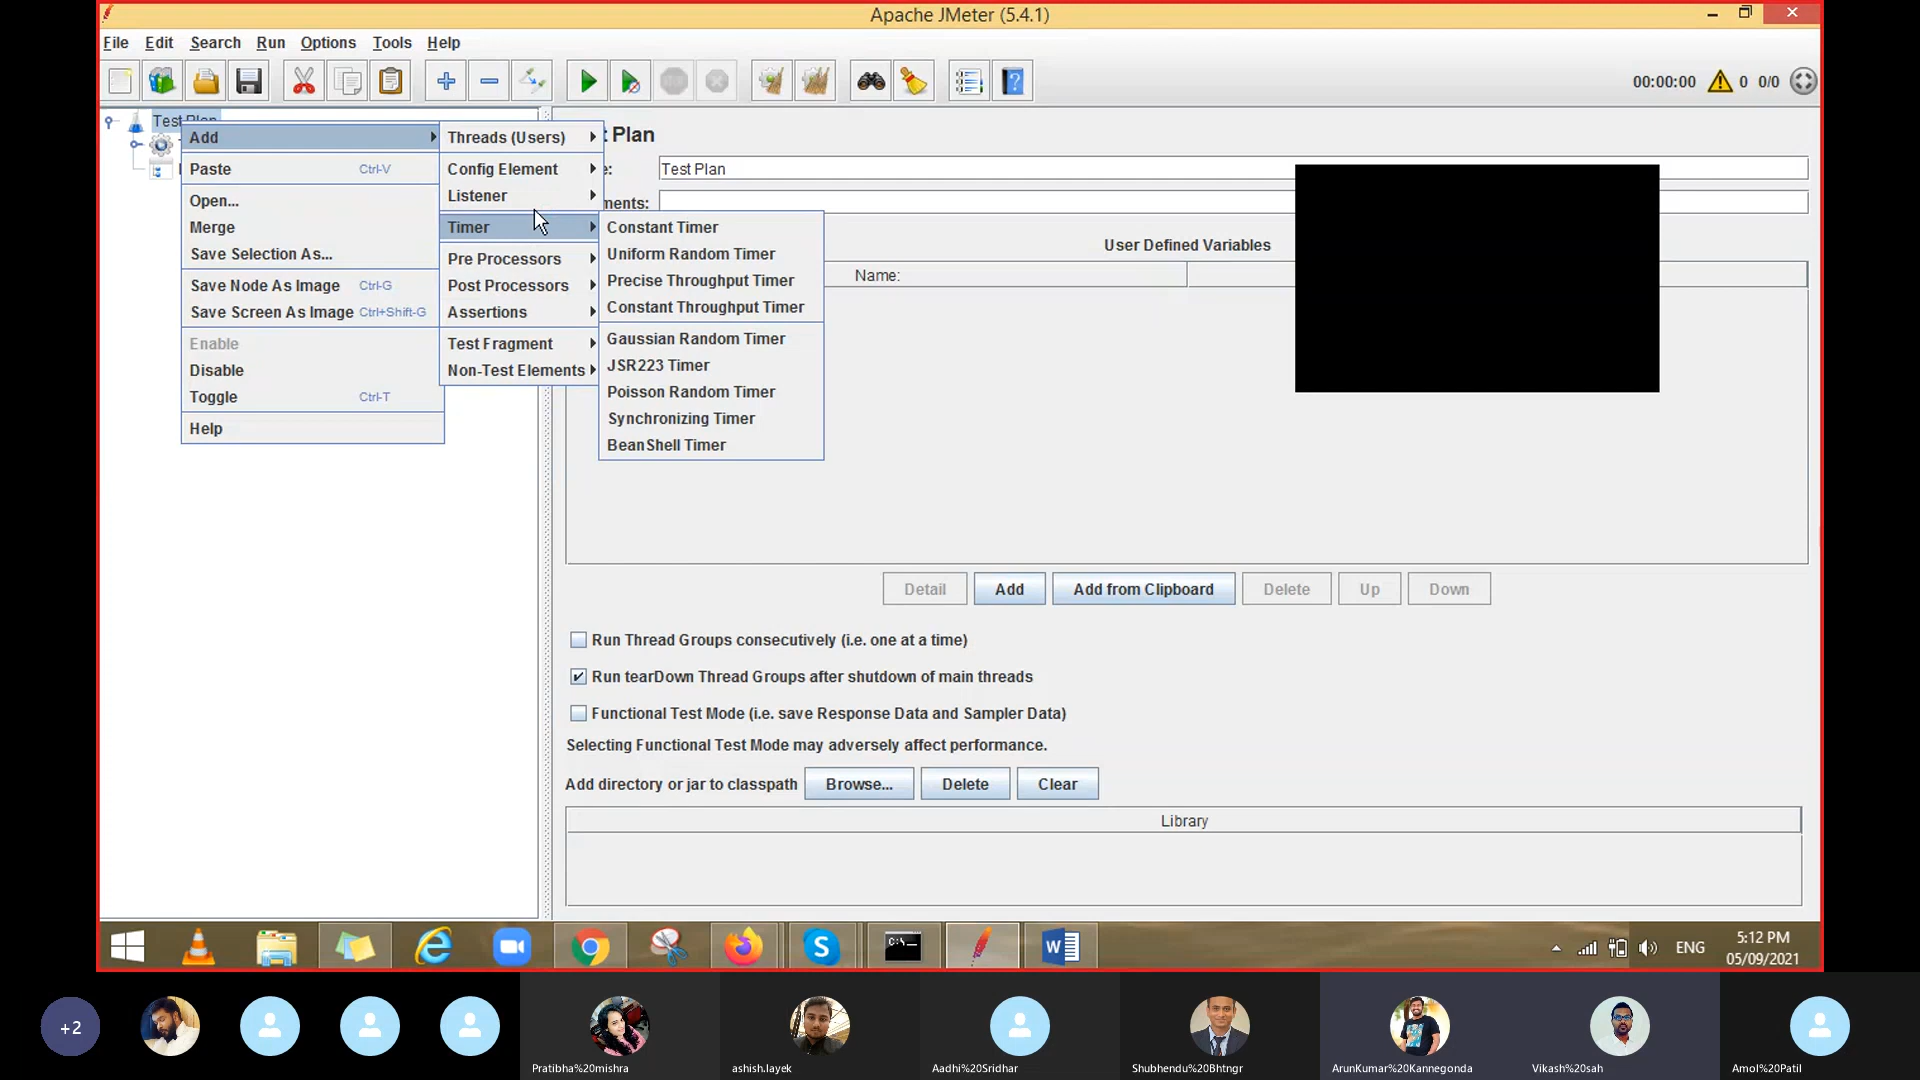 Apache JMeter (5.4.1)
File Edit Search Run Options Tools Help
00:00:00 0 0/0
Test Plan
Add
Paste Ctrl-V
Open...
Merge
Save Selection As...
Save Node As Image Ctrl-G
Save Screen As Image Ctrl+Shift-G
Enable
Disable
Toggle Ctrl-T
Help
Threads (Users)
Config Element
Listener
Timer
Pre Processors
Post Processors
Assertions
Test Fragment
Non-Test Elements
Constant Timer
Uniform Random Timer
Precise Throughput Timer
Constant Throughput Timer
Gaussian Random Timer
JSR223 Timer
Poisson Random Timer
Synchronizing Timer
BeanShell Timer
Plan
e: Test Plan
ments:
User Defined Variables
Name:
Detail Add Add from Clipboard Delete Up Down
Run Thread Groups consecutively (i.e. one at a time)
Run tearDown Thread Groups after shutdown of main threads
Functional Test Mode (i.e. save Response Data and Sampler Data)
Selecting Functional Test Mode may adversely affect performance.
Add directory or jar to classpath Browse... Delete Clear
Library
ENG
5:12 PM
05/09/2021
+2
Pratibha%20mishra
ashish.layek
Aadhi%20Sridhar
Shubhendu%20Bhtngr
ArunKumar%20Kannegonda
Vikash%20sah
Amol%20Patil